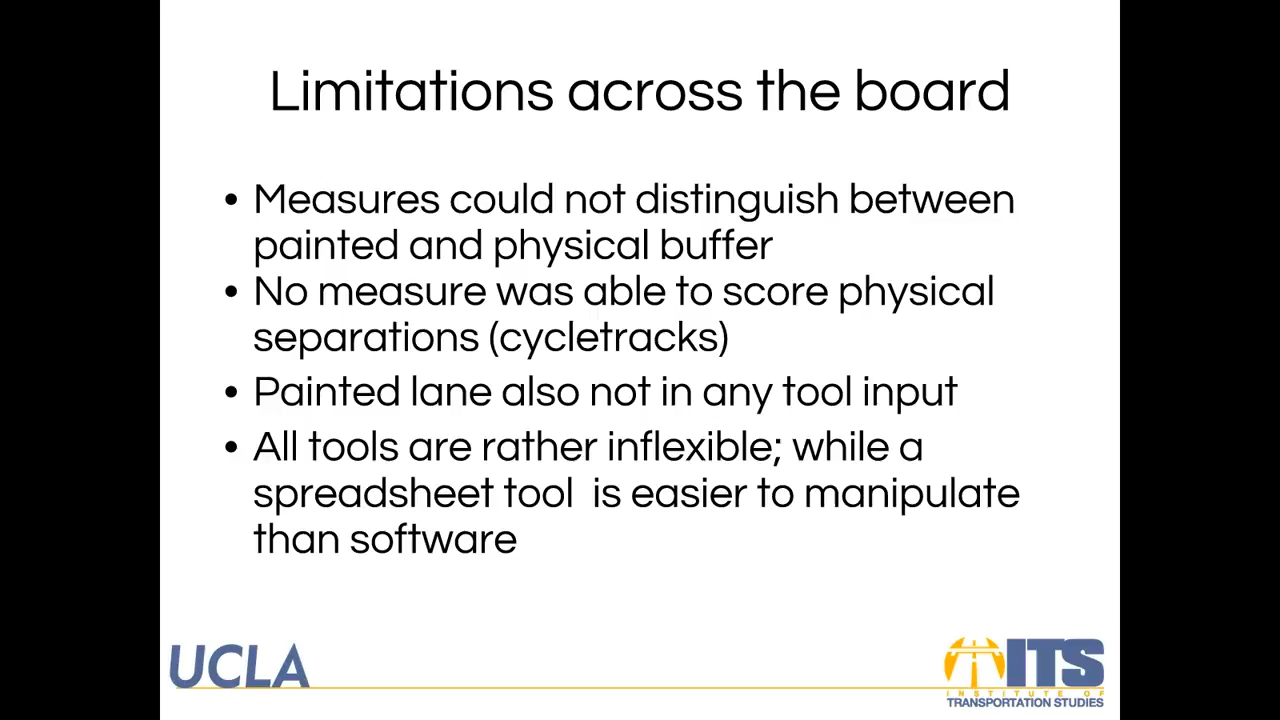 Limitations across the board
• Measures could not distinguish between
painted and physical buffer
• No measure was able to score physical
separations (cycletracks)
• Painted lane also not in any tool input
• All tools are rather inflexible; while a
spreadsheet tool  is easier to manipulate
than software
UCLA
ITS
INSTITUTE OF
TRANSPORTATION STUDIES